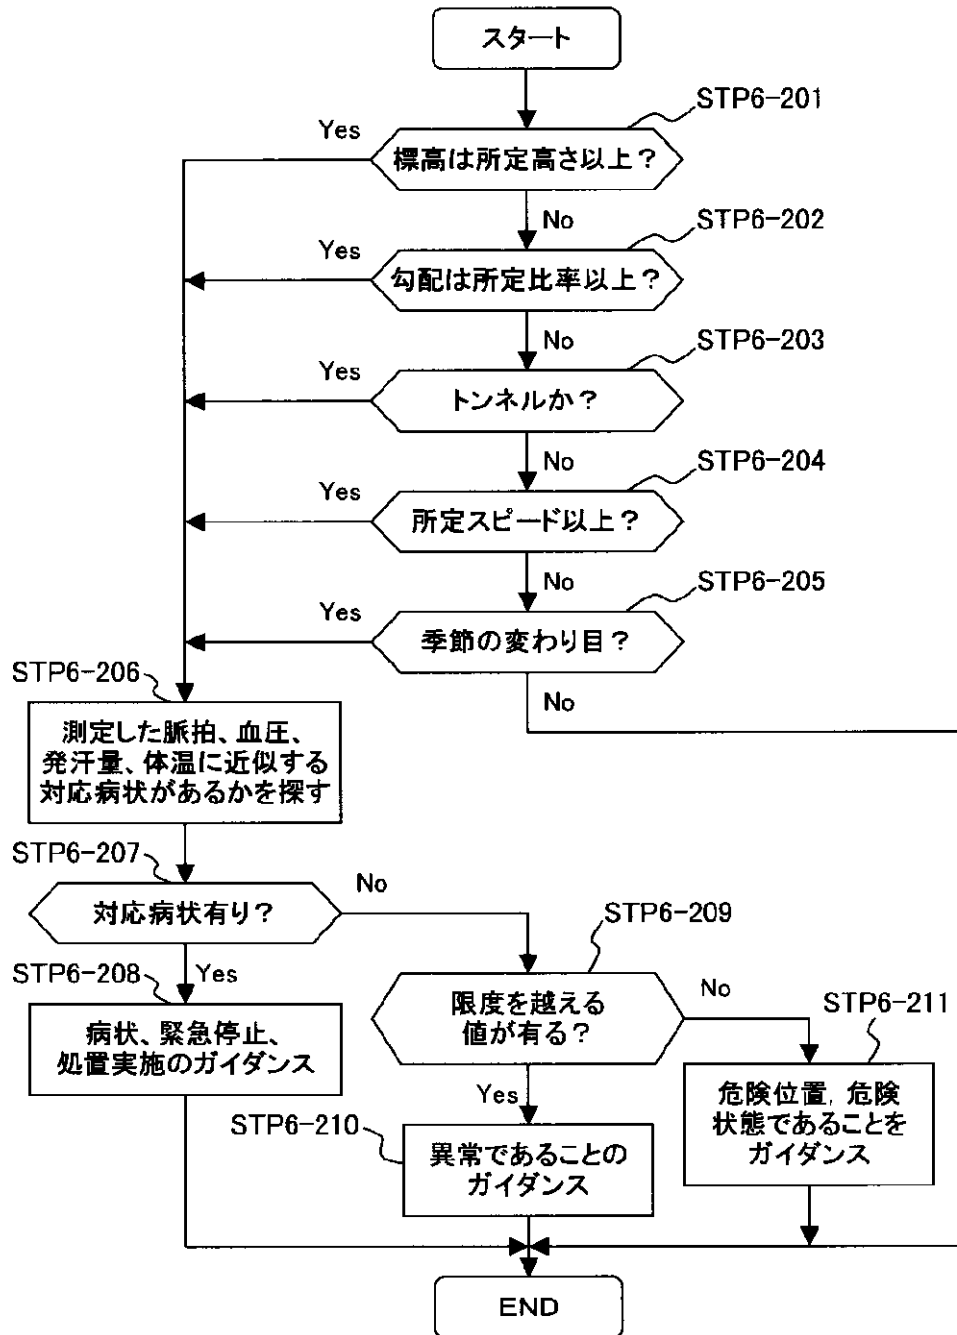 スタート
STP6-201
Yes
標高は所定高さ以上？
No
STP6-202
Yes
勾配は所定比率以上？
No
STP6-203
Yes
トンネルか？
No
STP6-204
Yes
所定スピード以上？
No
STP6-205
Yes
季節の変わり目？
No
STP6-206
測定した脈拍、血圧、
発汗量、体温に近似する
対応病状があるかを探す
STP6-207
対応病状有り？
No
Yes
STP6-208
病状、緊急停止、
処置実施のガイダンス
STP6-209
限度を越える
値が有る？
No
Yes
STP6-210
異常であることの
ガイダンス
STP6-211
危険位置, 危険
状態であることを
ガイダンス
END